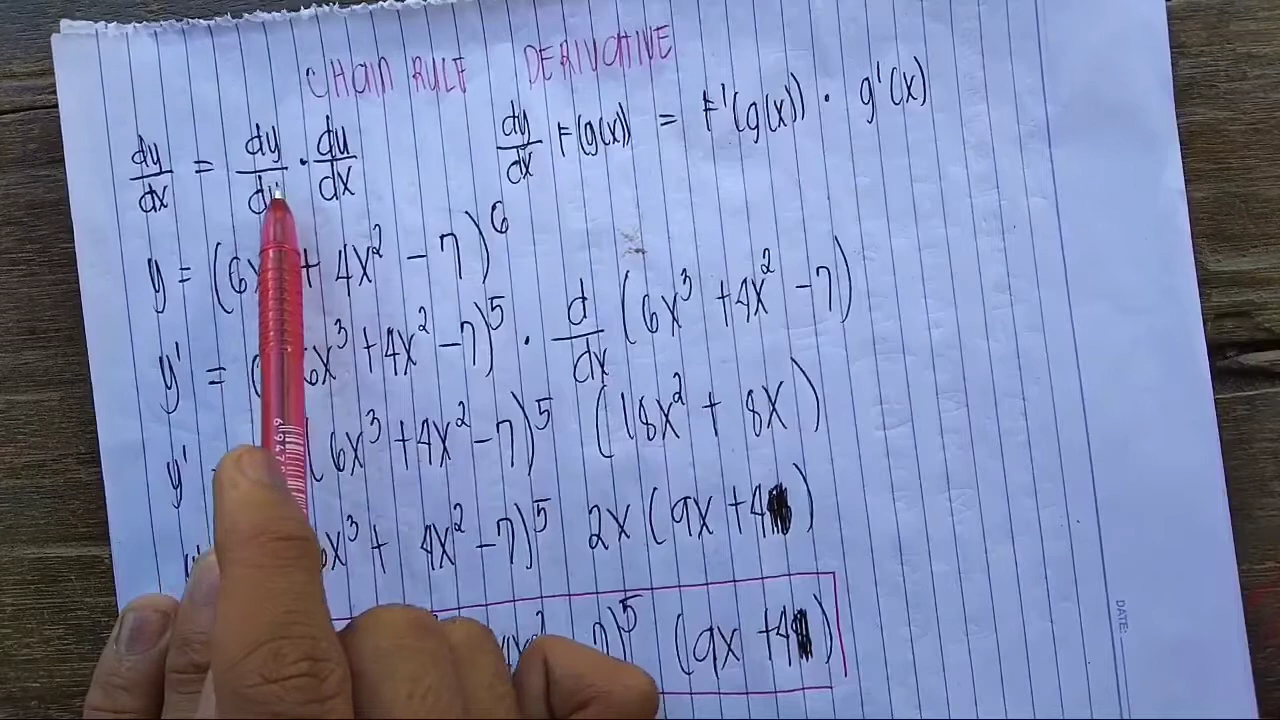 CHAIN RULE DERIVATIVE
dy/dx = dy/du · du/dx
dy/dx F(g(x)) = F'(g(x)) · g'(x)
y = (6x + 4x² - 7)⁶
y' = 6x³ + 4x² - 7)⁵ · d/dx (6x³ + 4x² - 7)
y' (6x³ + 4x² - 7)⁵ (18x² + 8x)
x³ + 4x² - 7)⁵ 2x (9x + 4)
)⁵ (9x + 4)
DATE:
6947